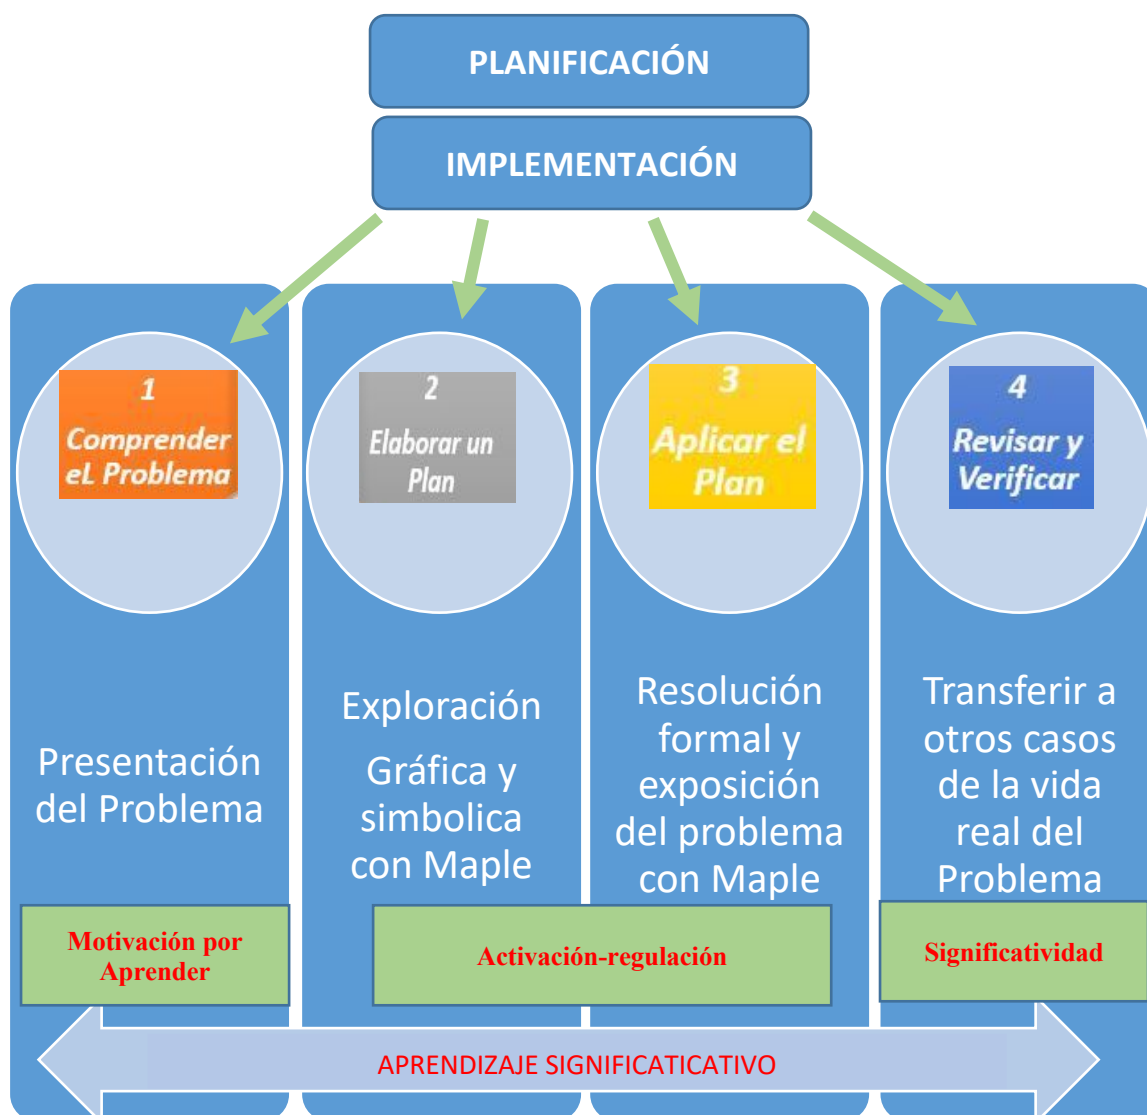 PLANIFICACIÓN
IMPLEMENTACIÓN
1
Comprender
eL Problema
2
Elaborar un
Plan
3
Aplicar el
Plan
4
Revisar y
Verificar
Presentación
del Problema
Exploración
Gráfica y
simbolica
con Maple
Resolución
formal y
exposición
del problema
con Maple
Transferir a
otros casos
de la vida
real del
Problema
Motivación por
Aprender
Activación-regulación
Significatividad
APRENDIZAJE SIGNIFICATICATIVO